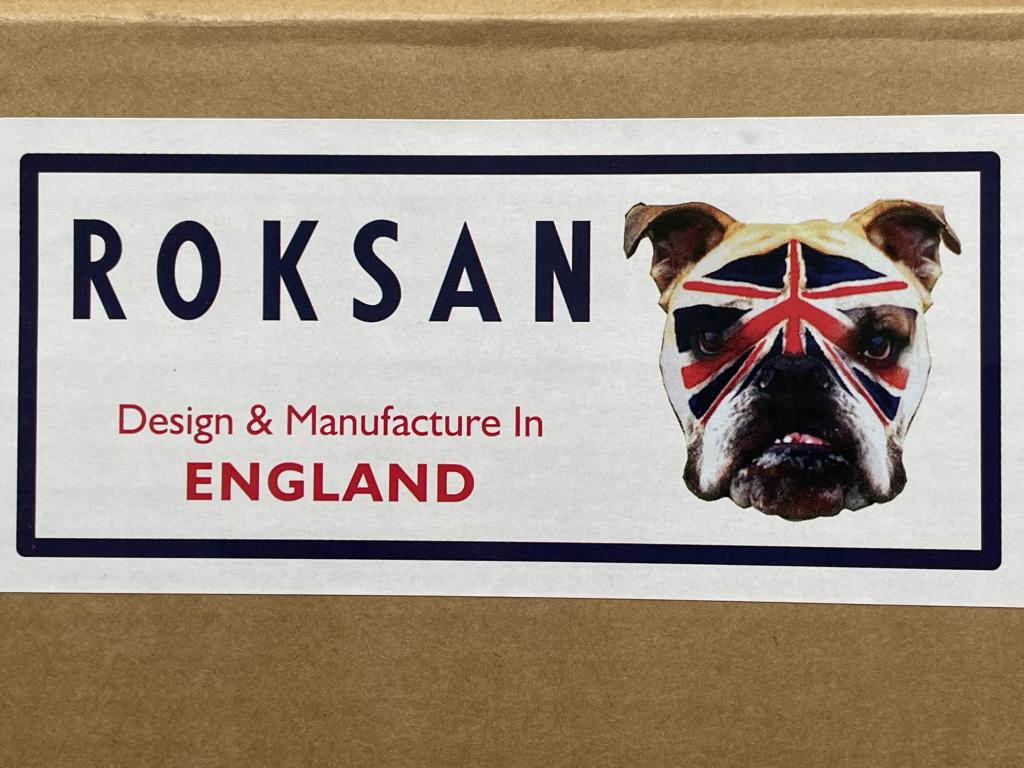 ROKSAN
Design & Manufacture In
ENGLAND